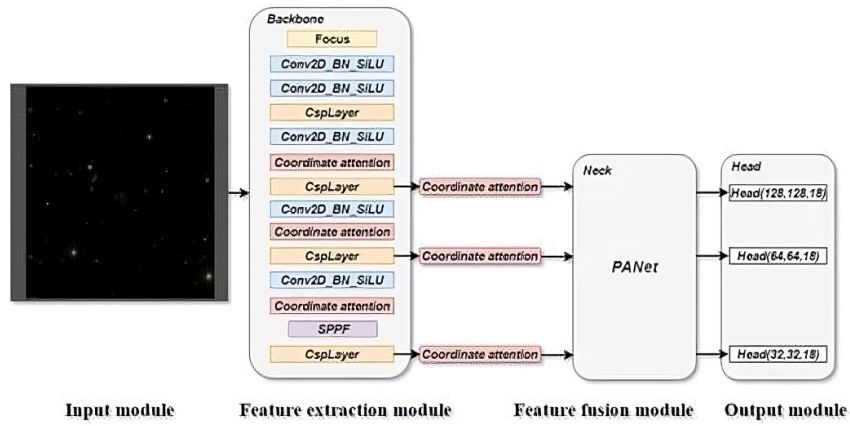 Backbone
Focus
Conv2D_BN_SiLU
Conv2D_BN_SiLU
CspLayer
Conv2D_BN_SiLU
Coordinate attention
CspLayer
Conv2D_BN_SiLU
Coordinate attention
CspLayer
Conv2D_BN_SiLU
Coordinate attention
SPPF
CspLayer
Coordinate attention
Coordinate attention
Coordinate attention
Neck
PANet
Head
Head(128,128,18)
Head(64,64,18)
Head(32,32,18)
Input module
Feature extraction module
Feature fusion module
Output module